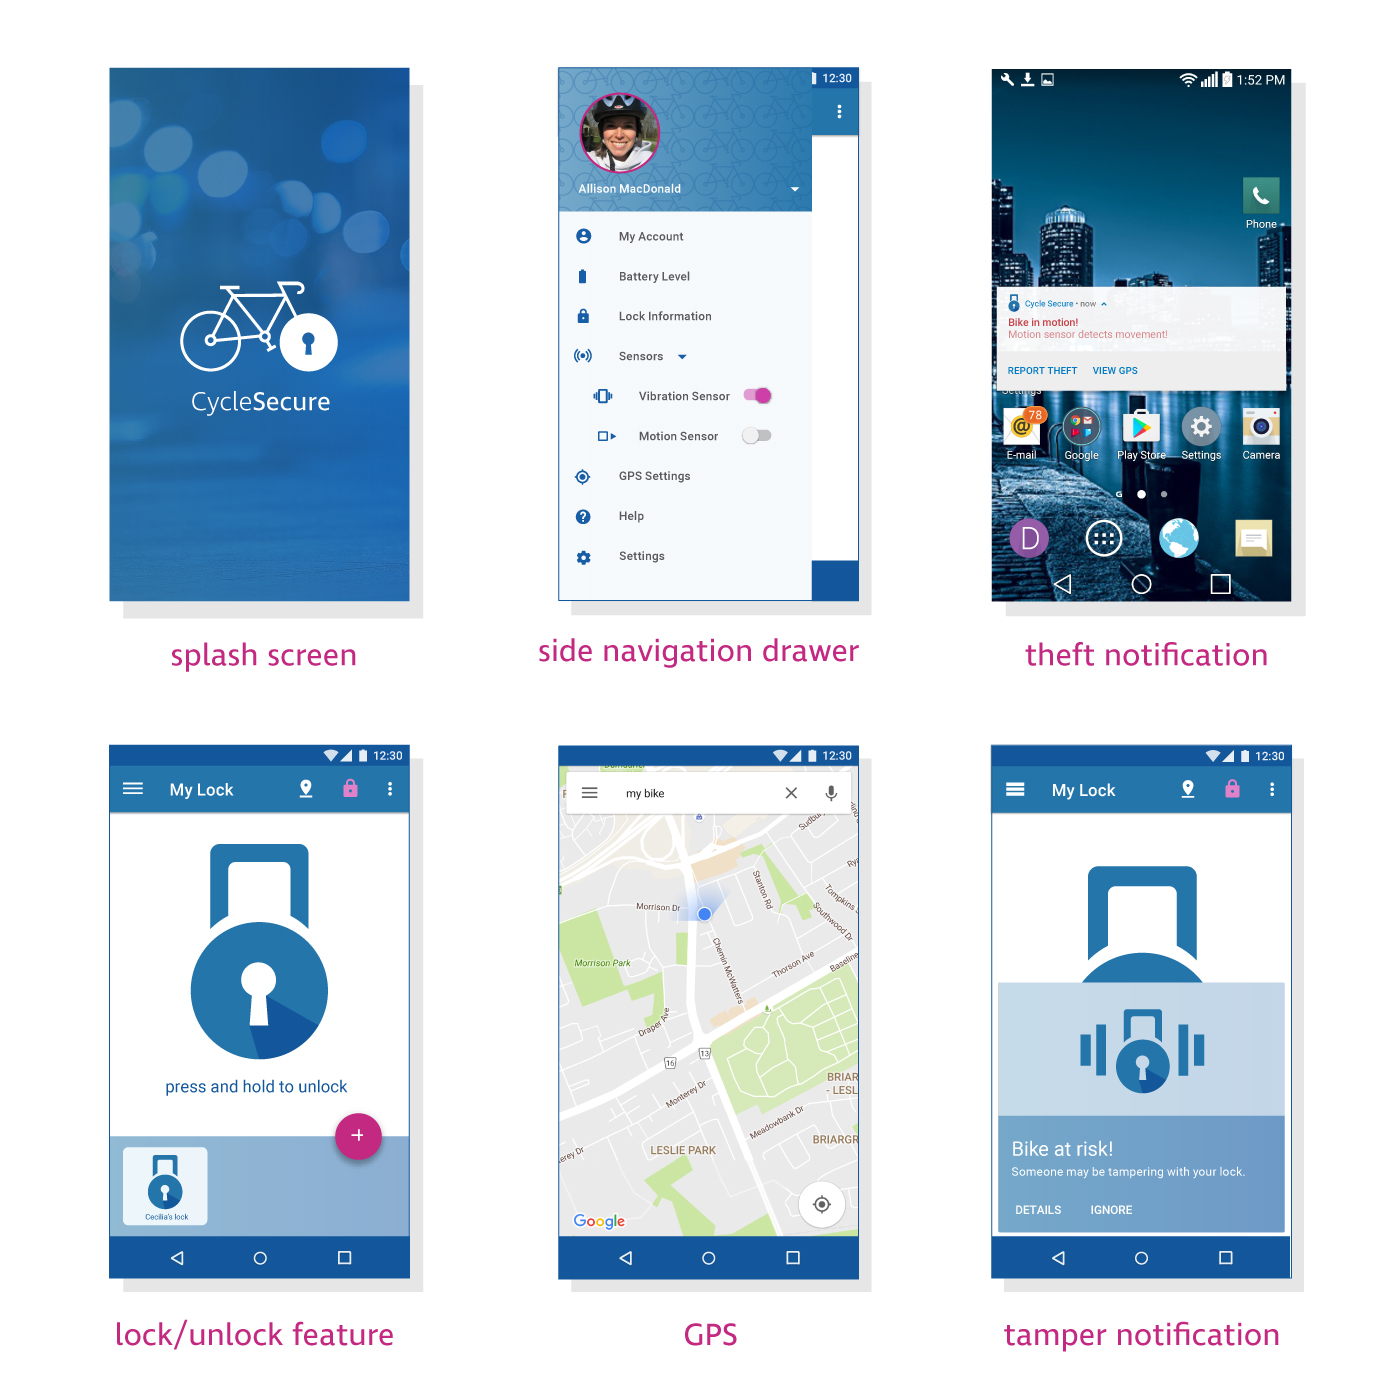 CycleSecure
splash screen
12:30
Allison MacDonald
My Account
Battery Level
Lock Information
Sensors
Vibration Sensor
Motion Sensor
GPS Settings
Help
Settings
side navigation drawer
1:52 PM
Phone
Cycle Secure • now
Bike in motion!
Motion sensor detects movement!
REPORT THEFT VIEW GPS
Settings
78
E-mail Google Play Store Settings Camera
G
D
theft notification
12:30
My Lock
press and hold to unlock
+
Cecilia's lock
lock/unlock feature
12:30
my bike
Sudbu
Ry
Stanton Rd
Tompkins
Morrison Dr
Southwood Dr
Chemin McWatters
Baseline
Morrison Park
Thorson Ave
Draper Ave
13
16
BRIAR
- LESL
Monterey Dr
Meadowbank Dr
BRIARGR
LESLIE PARK
erey Dr
Google
GPS
12:30
My Lock
Bike at risk!
Someone may be tampering with your lock.
DETAILS IGNORE
tamper notification